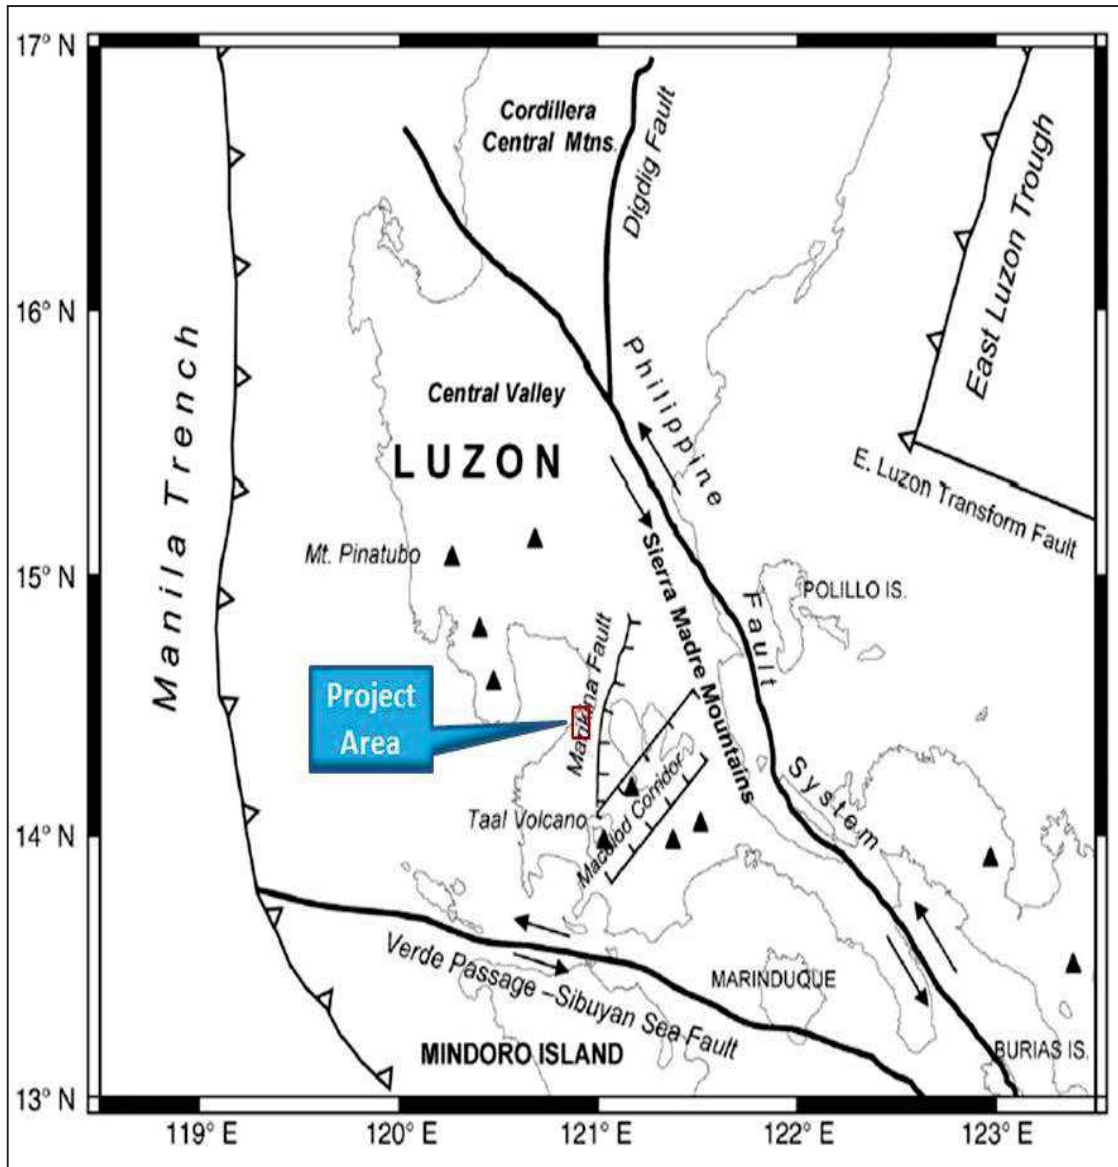 17° N
16° N
15° N
14° N
13° N
119° E
120° E
121° E
122° E
123° E
Cordillera
Central Mtns.
Digdig Fault
East Luzon Trough
Manila Trench
Central Valley
LUZON
Philippine
Fault
System
E. Luzon Transform Fault
Mt. Pinatubo
Sierra Madre Mountains
POLILLO IS.
Marikina Fault
Project
Area
Taal Volcano
Macolod Corridor
Verde Passage –Sibuyan Sea Fault
MARINDUQUE
MINDORO ISLAND
BURIAS IS.